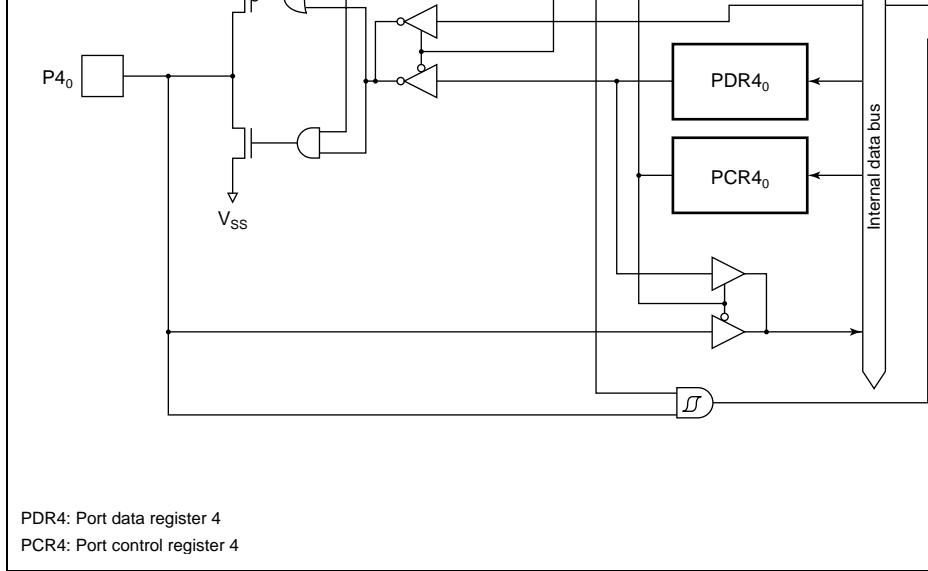 P4₀
PDR4₀
PCR4₀
Internal data bus
V_SS
PDR4: Port data register 4
PCR4: Port control register 4